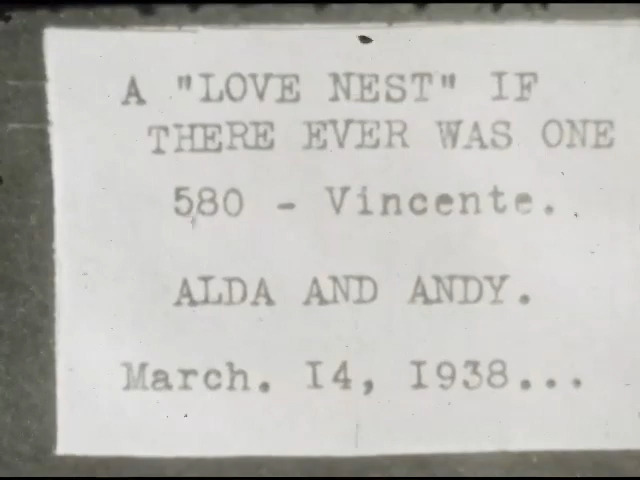 A "LOVE NEST" IF
THERE EVER WAS ONE
580 - Vincente.
ALDA AND ANDY.
March. I4, I938...